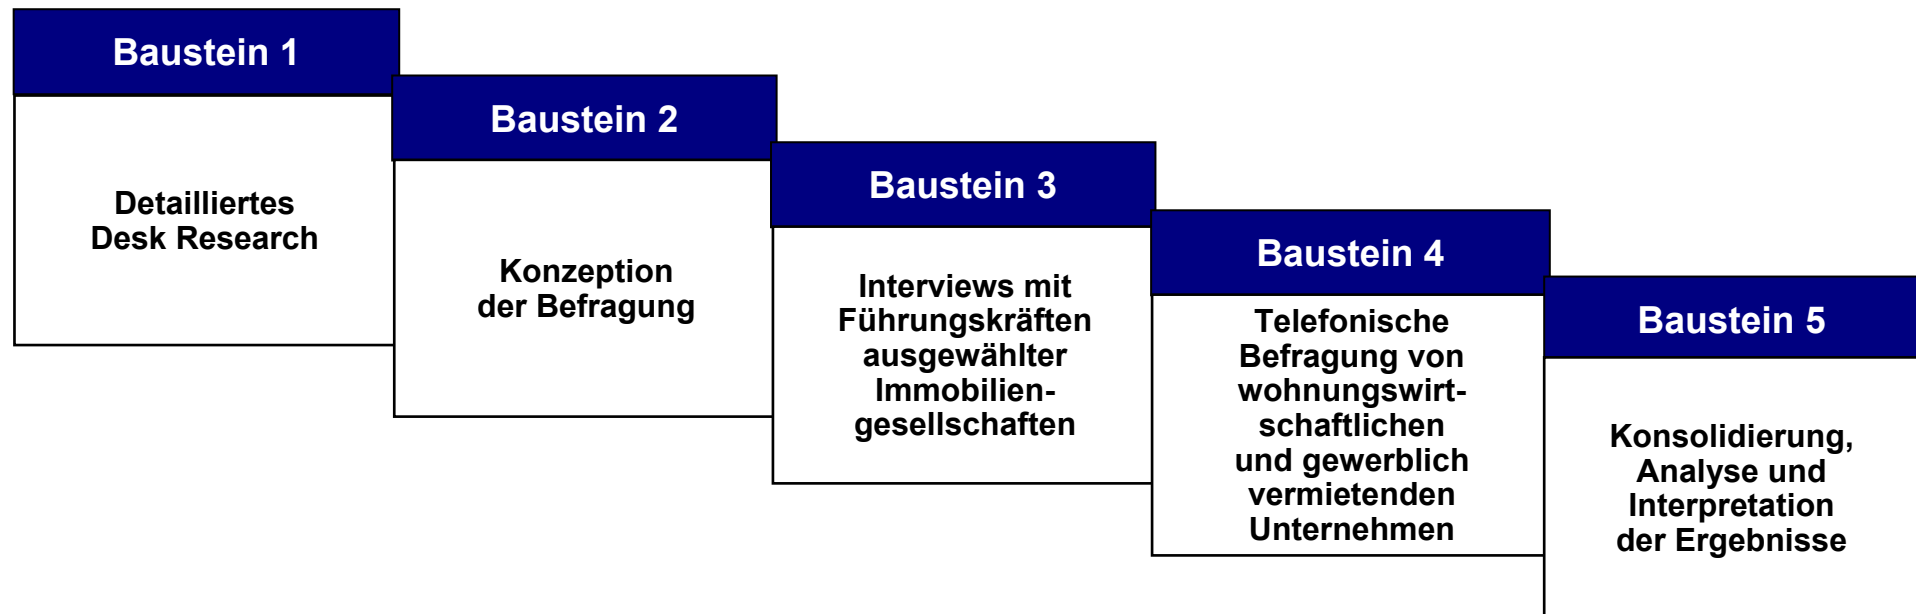 Baustein 1
Detailliertes
Desk Research
Baustein 2
Konzeption
der Befragung
Baustein 3
Interviews mit
Führungskräften
ausgewählter
Immobilien-
gesellschaften
Baustein 4
Telefonische
Befragung von
wohnungswirt-
schaftlichen
und gewerblich
vermietenden
Unternehmen
Baustein 5
Konsolidierung,
Analyse und
Interpretation
der Ergebnisse